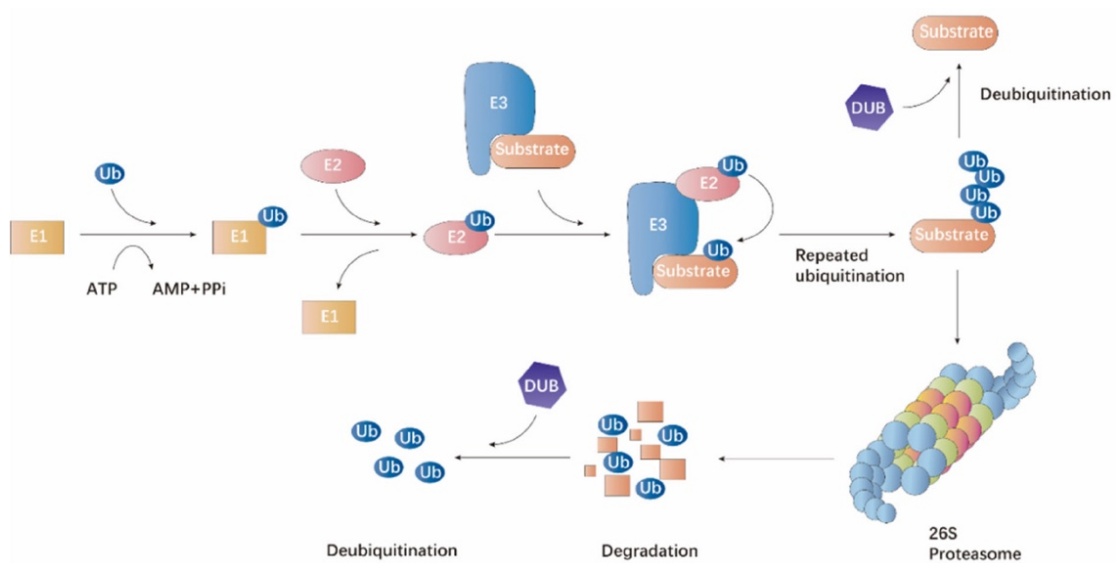 Substrate
DUB
Deubiquitination
E3
Substrate
Ub
E2
Ub
E2
Ub
Ub
Ub
Ub
E1
E1
Ub
E2
Ub
E3
Ub
Substrate
Ub
Substrate
Repeated
ubiquitination
ATP
AMP+PPi
E1
DUB
Ub
Ub
Ub
Ub
Ub
Ub
Ub
Ub
26S
Proteasome
Deubiquitination
Degradation